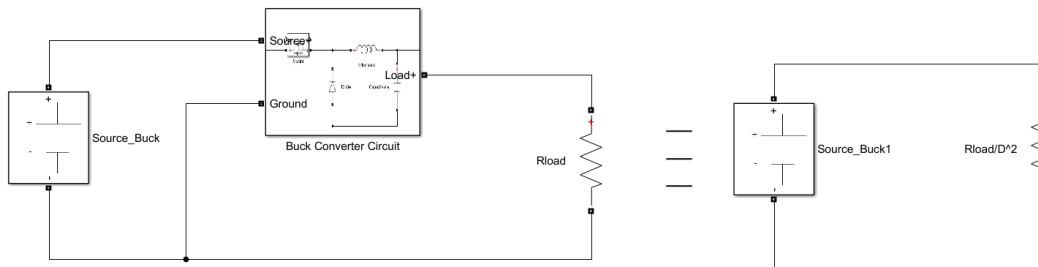 Source
Load+
Ground
Buck Converter Circuit
Source_Buck
Rload
Source_Buck1
Rload/D^2